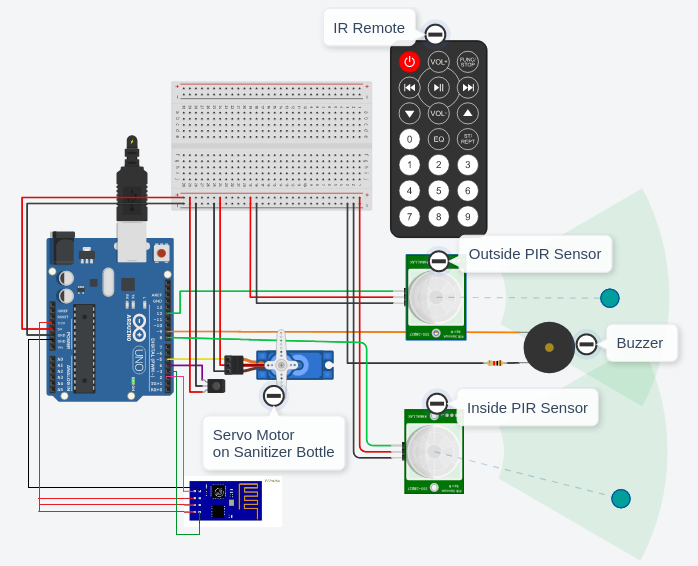 IR Remote
VOL+
FUNC/
STOP
VOL-
0
EQ
ST/
REPT
1
2
3
4
5
6
7
8
9
Outside PIR Sensor
Buzzer
Inside PIR Sensor
Servo Motor
on Sanitizer Bottle
ARDUINO
UNO